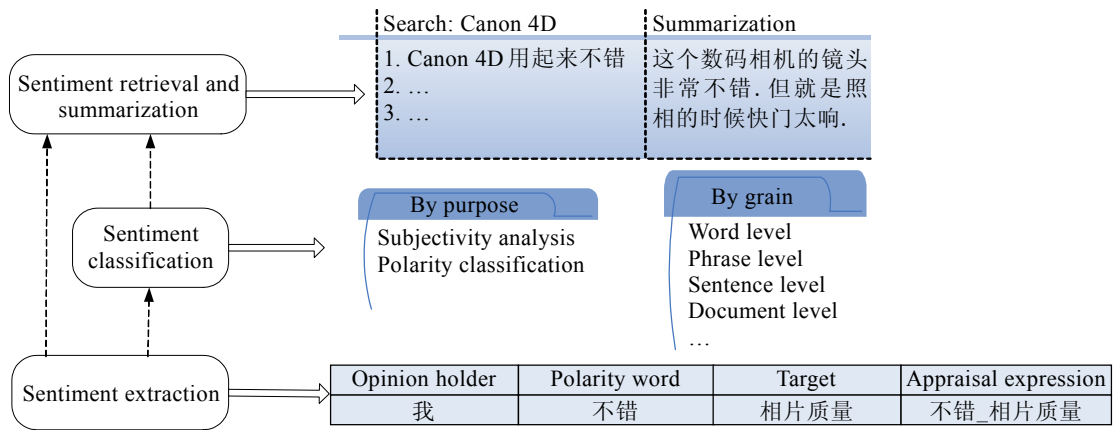 Search: Canon 4D
Summarization
1. Canon 4D 用起来不错
2. …
3. …
这个数码相机的镜头
非常不错. 但就是照
相的时候快门太响.
Sentiment retrieval and
summarization
By purpose
Subjectivity analysis
Polarity classification
By grain
Word level
Phrase level
Sentence level
Document level
…
Sentiment
classification
Sentiment extraction
Opinion holder
Polarity word
Target
Appraisal expression
我
不错
相片质量
不错_相片质量